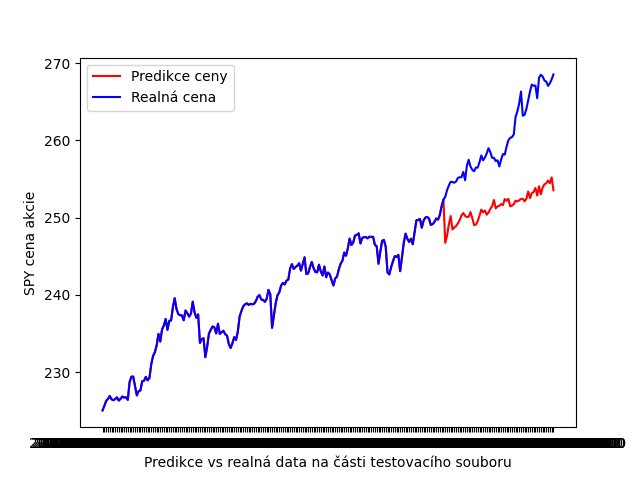 270
260
250
240
230
Predikce ceny
Realná cena
SPY cena akcie
Predikce vs realná data na části testovacího souboru